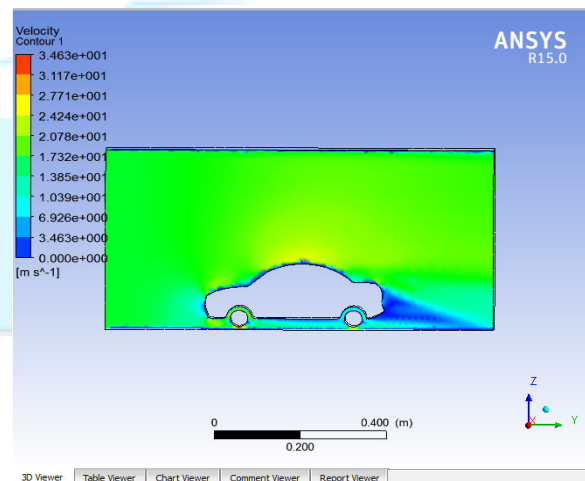 Velocity
Contour 1
3.463e+001
3.117e+001
2.771e+001
2.424e+001
2.078e+001
1.732e+001
1.385e+001
1.039e+001
6.926e+000
3.463e+000
0.000e+000
[m s^-1]
ANSYS
R15.0
0 0.400 (m)
0.200
Z
X Y
3D Viewer Table Viewer Chart Viewer Comment Viewer Report Viewer